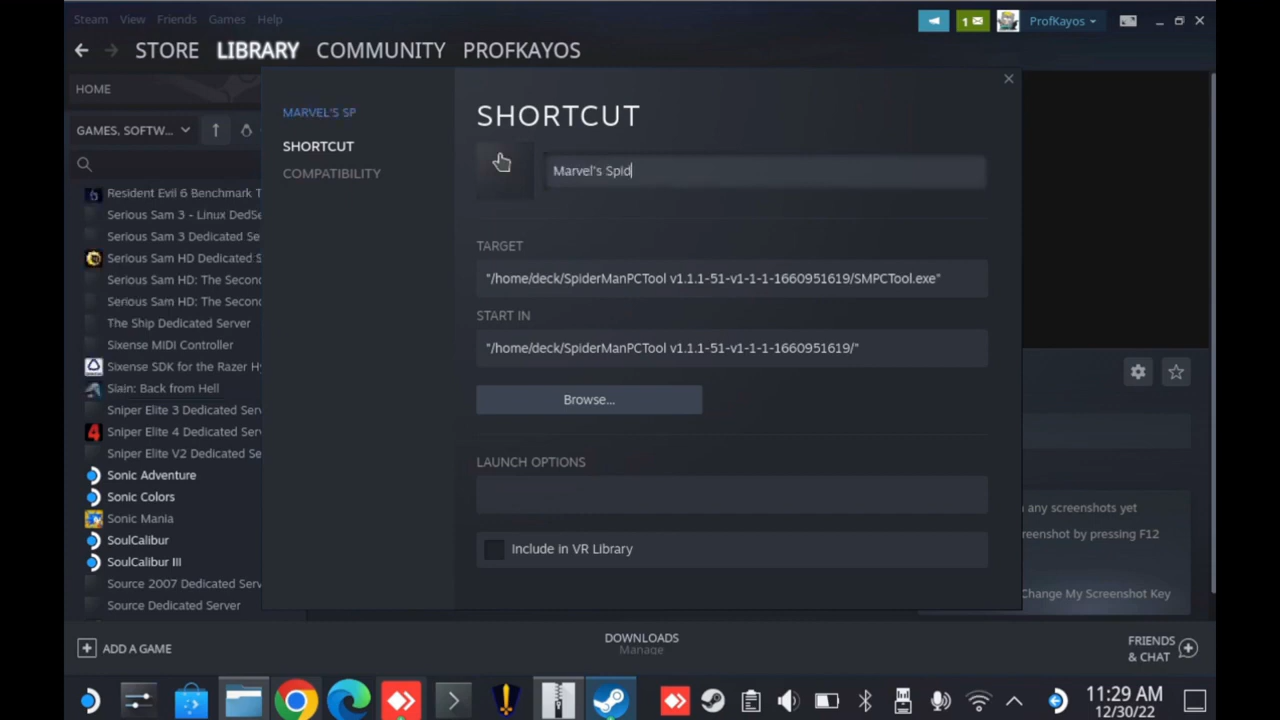 Steam View Friends Games Help
1
ProfKayos
STORE LIBRARY COMMUNITY PROFKAYOS
HOME
GAMES, SOFTW...
Resident Evil 6 Benchmark T
Serious Sam 3 - Linux DedSe
Serious Sam 3 Dedicated Se
Serious Sam HD Dedicated S
Serious Sam HD: The Second
Serious Sam HD: The Second
The Ship Dedicated Server
Sixense MIDI Controller
Sixense SDK for the Razer Hy
Slain: Back from Hell
Sniper Elite 3 Dedicated Serv
Sniper Elite 4 Dedicated Serv
Sniper Elite V2 Dedicated Se
Sonic Adventure
Sonic Colors
Sonic Mania
SoulCalibur
SoulCalibur III
Source 2007 Dedicated Serv
Source Dedicated Server
MARVEL'S SP
SHORTCUT
COMPATIBILITY
SHORTCUT
Marvel's Spid
TARGET
"/home/deck/SpiderManPCTool v1.1.1-51-v1-1-1-1660951619/SMPCTool.exe"
START IN
"/home/deck/SpiderManPCTool v1.1.1-51-v1-1-1-1660951619/"
Browse...
LAUNCH OPTIONS
Include in VR Library
any screenshots yet
reenshot by pressing F12
Change My Screenshot Key
ADD A GAME
DOWNLOADS
Manage
FRIENDS
& CHAT
11:29 AM
12/30/22